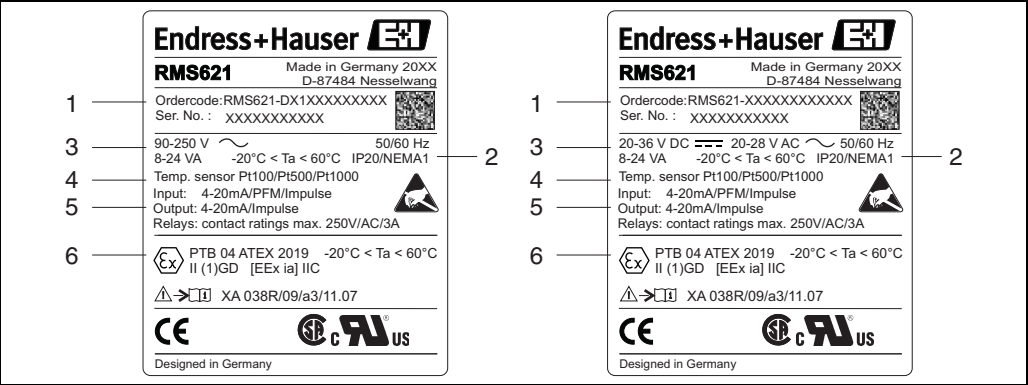 Endress+Hauser
RMS621
Made in Germany 20XX
D-87484 Nesselwang
1
Ordercode:RMS621-DX1XXXXXXXXX
Ser. No. : XXXXXXXXXXX
3
90-250 V 50/60 Hz
8-24 VA -20°C < Ta < 60°C IP20/NEMA1
2
4
Temp. sensor Pt100/Pt500/Pt1000
Input: 4-20mA/PFM/Impulse
5
Output: 4-20mA/Impulse
Relays: contact ratings max. 250V/AC/3A
6
Ex
PTB 04 ATEX 2019 -20°C < Ta < 60°C
II (1)GD [EEx ia] IIC
XA 038R/09/a3/11.07
CE SA c RU ® US
Designed in Germany
Endress+Hauser
RMS621
Made in Germany 20XX
D-87484 Nesselwang
1
Ordercode:RMS621-XXXXXXXXXXXX
Ser. No. : XXXXXXXXXXX
3
20-36 V DC 20-28 V AC 50/60 Hz
8-24 VA -20°C < Ta < 60°C IP20/NEMA1
2
4
Temp. sensor Pt100/Pt500/Pt1000
Input: 4-20mA/PFM/Impulse
5
Output: 4-20mA/Impulse
Relays: contact ratings max. 250V/AC/3A
6
Ex
PTB 04 ATEX 2019 -20°C < Ta < 60°C
II (1)GD [EEx ia] IIC
XA 038R/09/a3/11.07
CE SA c RU ® US
Designed in Germany